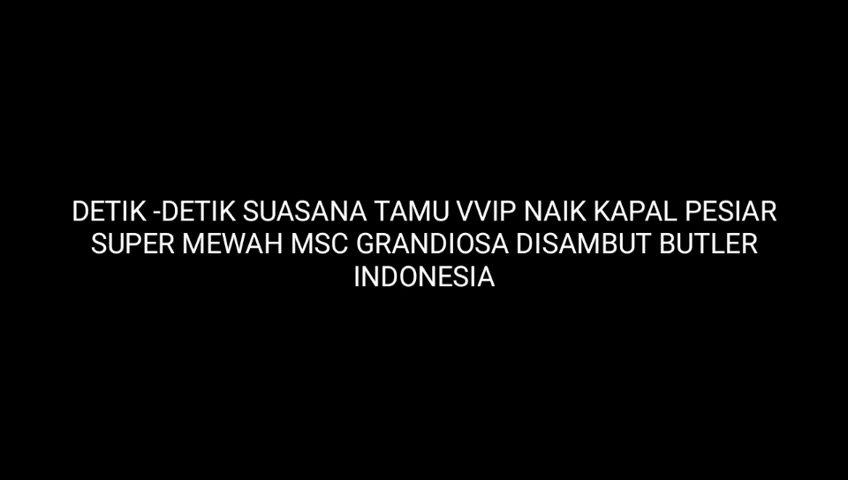 DETIK -DETIK SUASANA TAMU VVIP NAIK KAPAL PESIAR
SUPER MEWAH MSC GRANDIOSA DISAMBUT BUTLER
INDONESIA